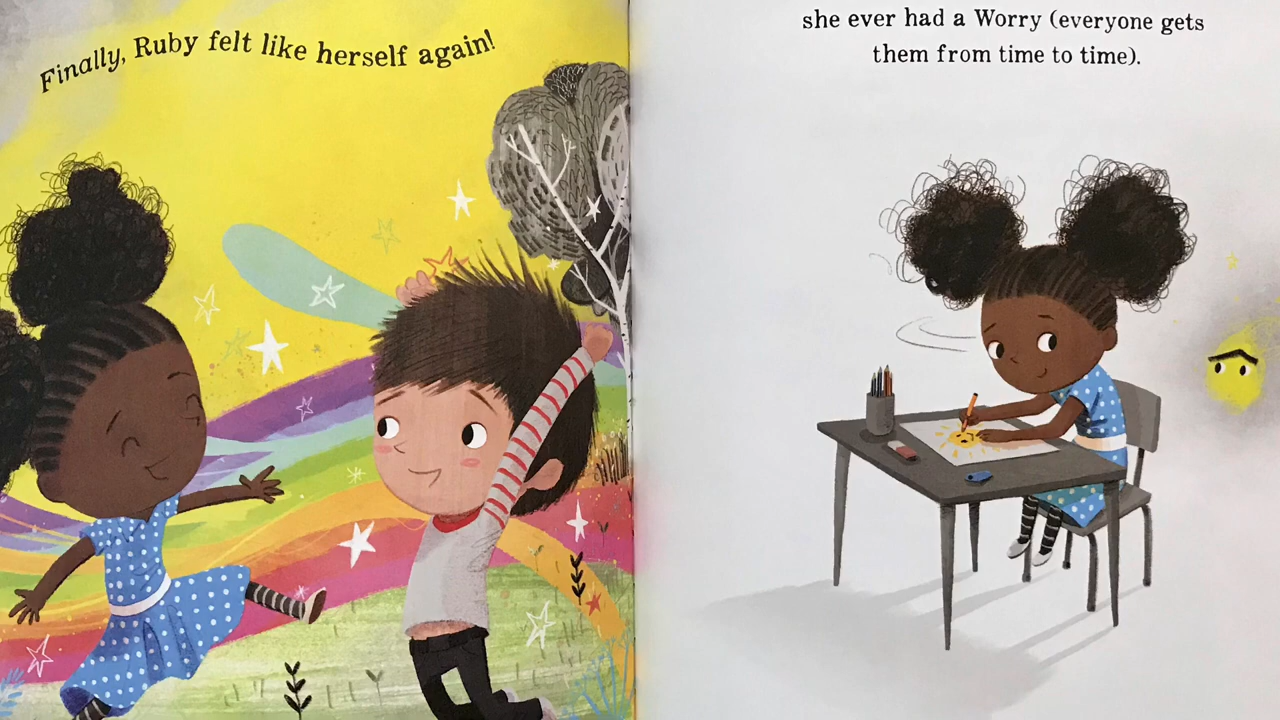 Finally, Ruby felt like herself again!
she ever had a Worry (everyone gets
them from time to time).